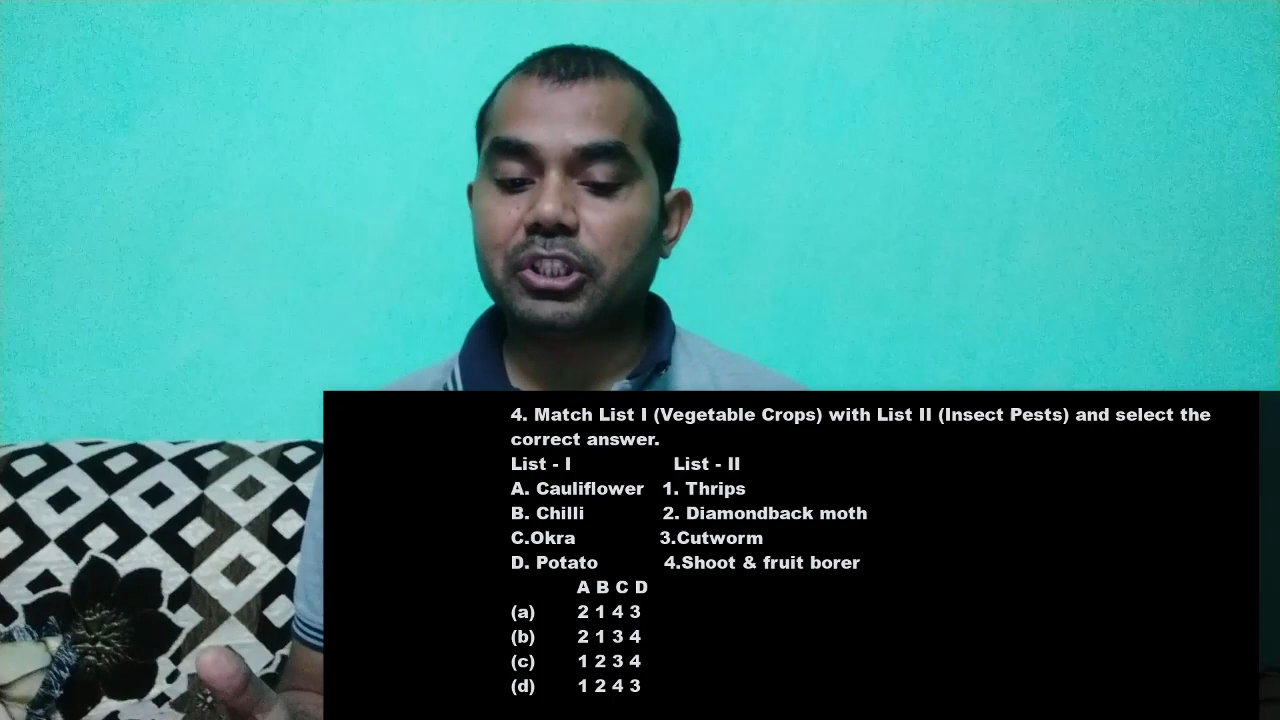 4. Match List I (Vegetable Crops) with List II (Insect Pests) and select the
correct answer.
List - I List - II
A. Cauliflower 1. Thrips
B. Chilli 2. Diamondback moth
C.Okra 3.Cutworm
D. Potato 4.Shoot & fruit borer
A B C D
(a) 2 1 4 3
(b) 2 1 3 4
(c) 1 2 3 4
(d) 1 2 4 3